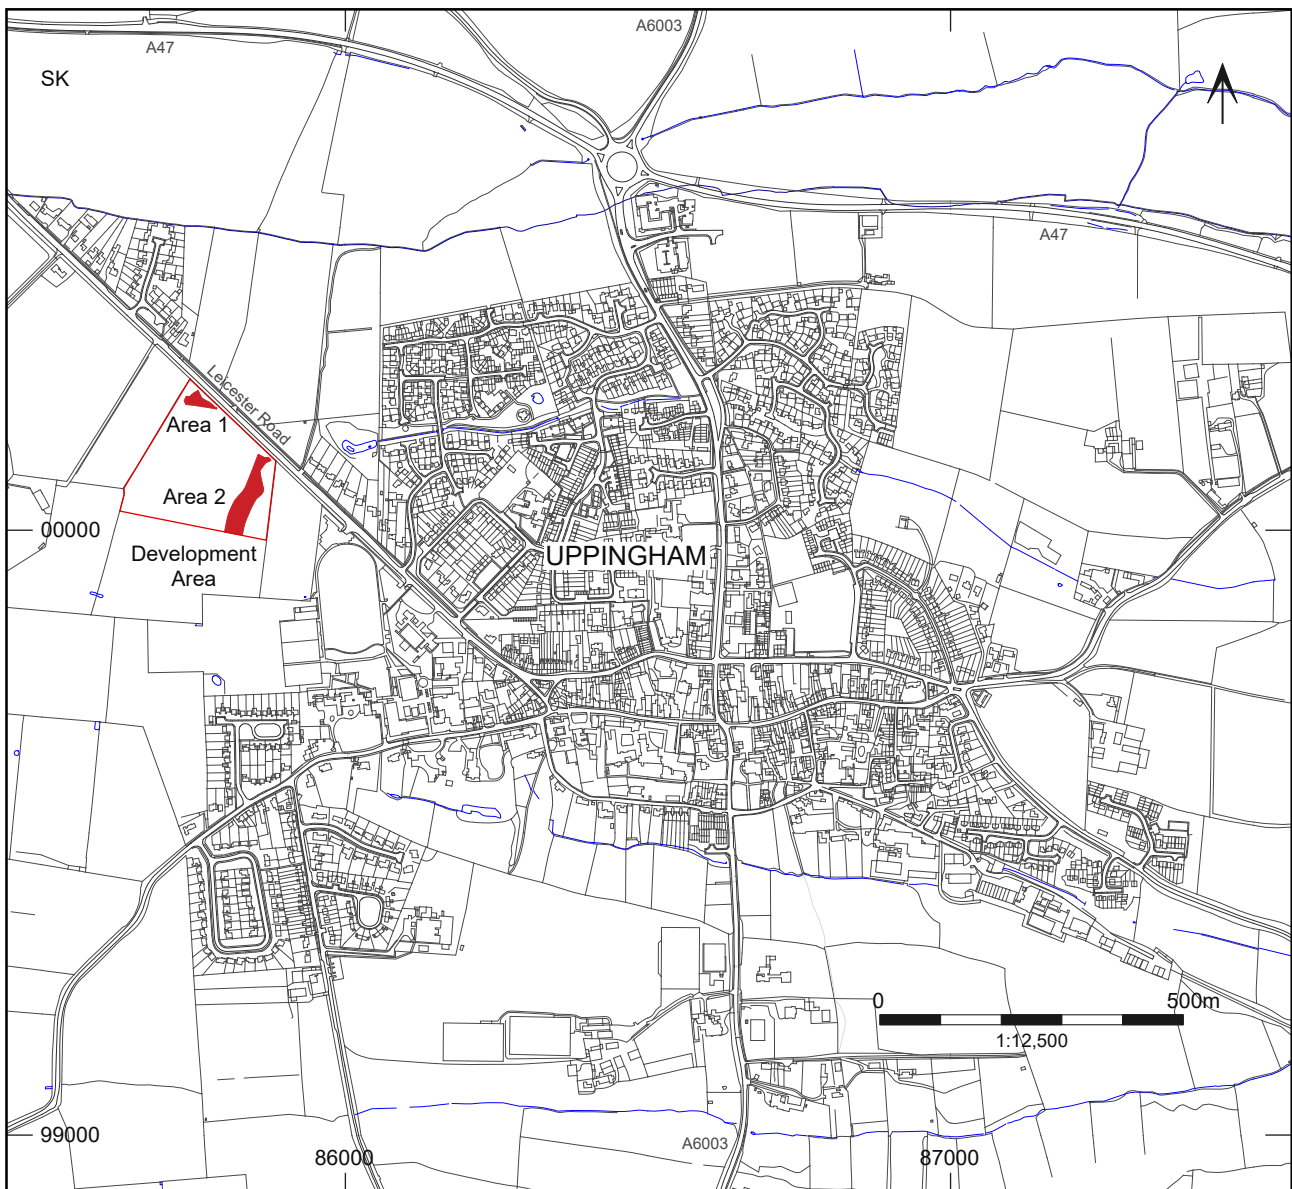 A6003
A47
SK
A47
Leicester Road
Area 1
Area 2
00000
Development
Area
UPPINGHAM
0
500m
1:12,500
99000
A6003
86000
87000